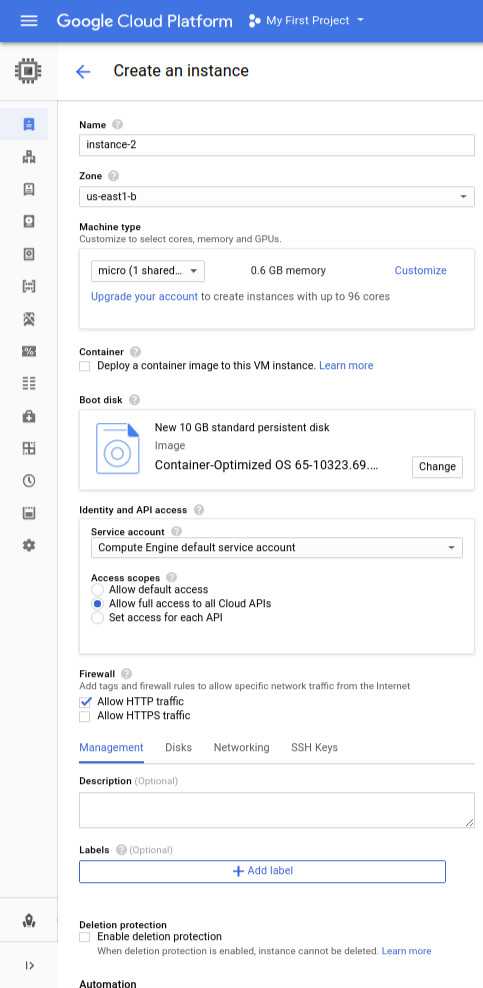 Google Cloud Platform My First Project
Create an instance
Name
instance-2
Zone
us-east1-b
Machine type
Customize to select cores, memory and GPUs.
micro (1 shared... 0.6 GB memory Customize
Upgrade your account to create instances with up to 96 cores
Container
Deploy a container image to this VM instance. Learn more
Boot disk
New 10 GB standard persistent disk
Image
Container-Optimized OS 65-10323.69....
Change
Identity and API access
Service account
Compute Engine default service account
Access scopes
Allow default access
Allow full access to all Cloud APIs
Set access for each API
Firewall
Add tags and firewall rules to allow specific network traffic from the Internet
Allow HTTP traffic
Allow HTTPS traffic
Management Disks Networking SSH Keys
Description (Optional)
Labels (Optional)
+ Add label
Deletion protection
Enable deletion protection
When deletion protection is enabled, instance cannot be deleted. Learn more
Automation